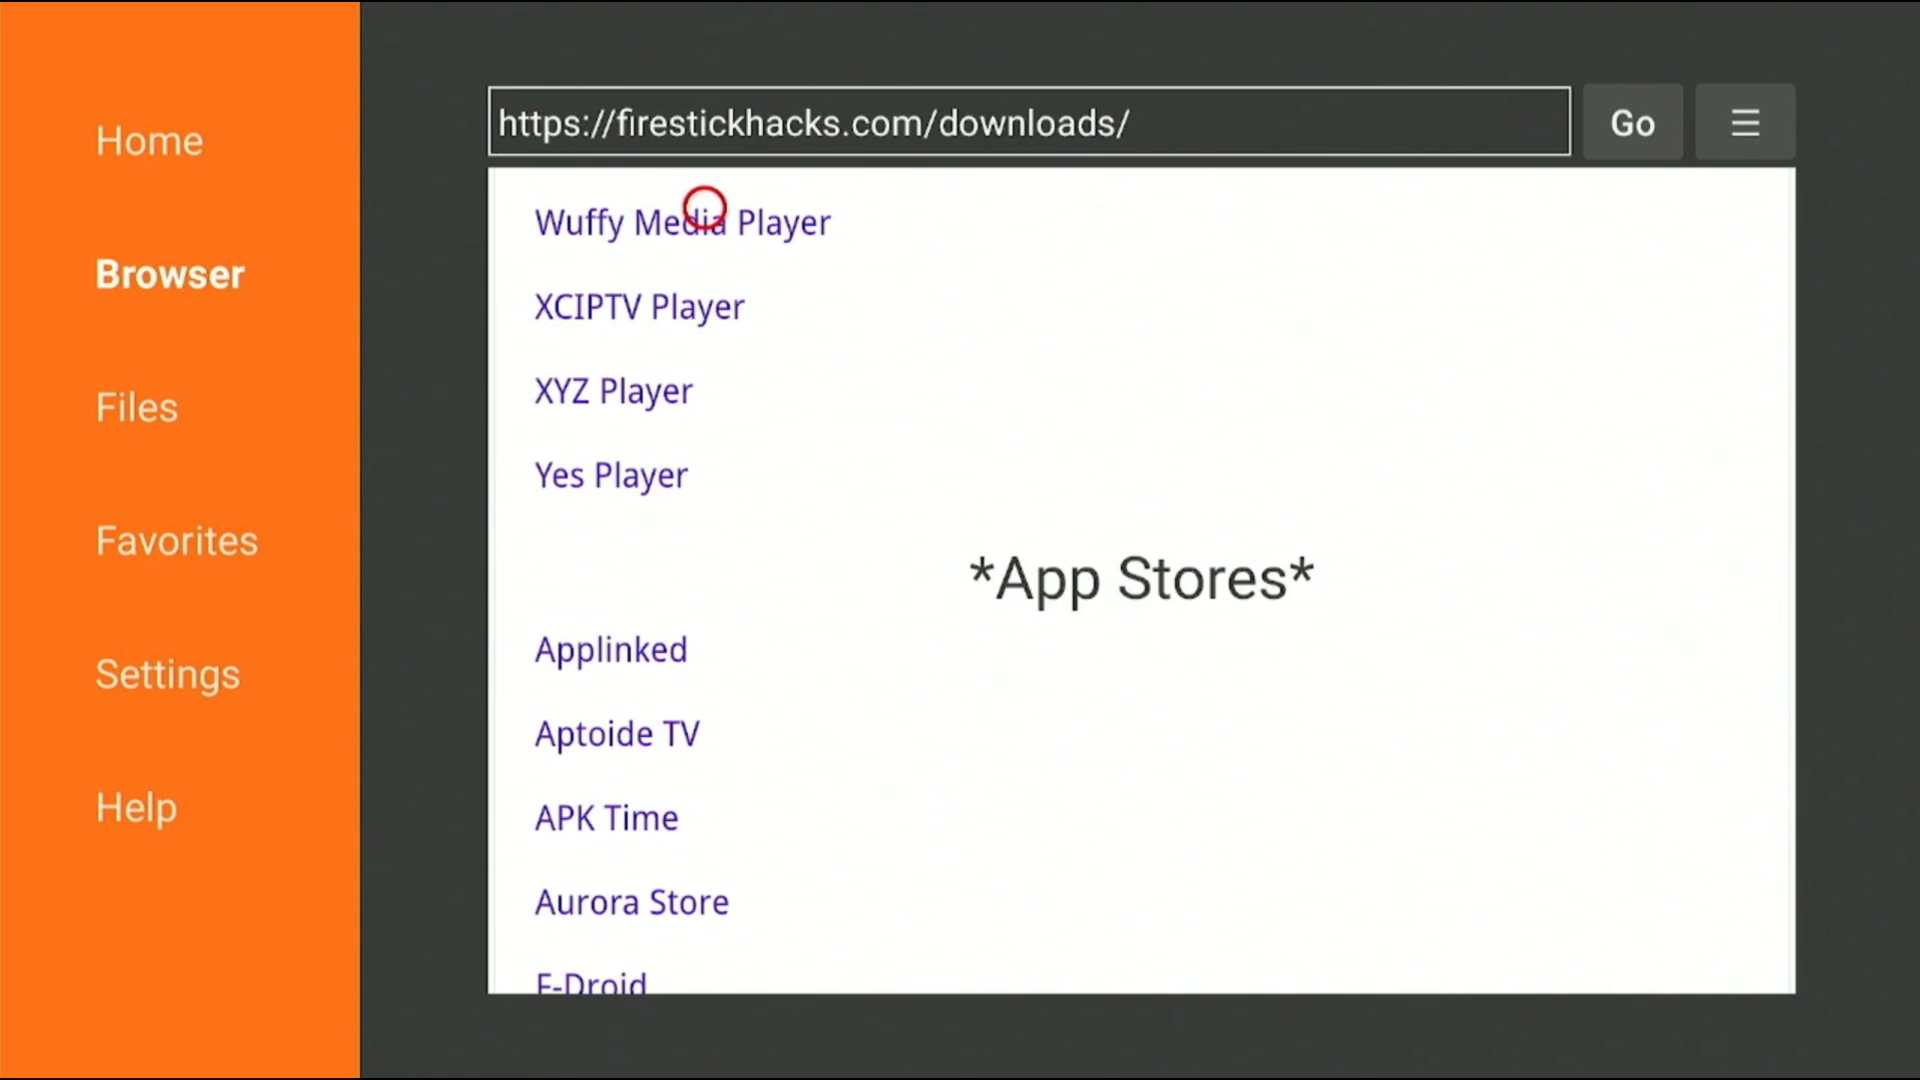 Home
Browser
Files
Favorites
Settings
Help
https://firestickhacks.com/downloads/
Go
Wuffy Media Player
XCIPTV Player
XYZ Player
Yes Player
*App Stores*
Applinked
Aptoide TV
APK Time
Aurora Store
F-Droid